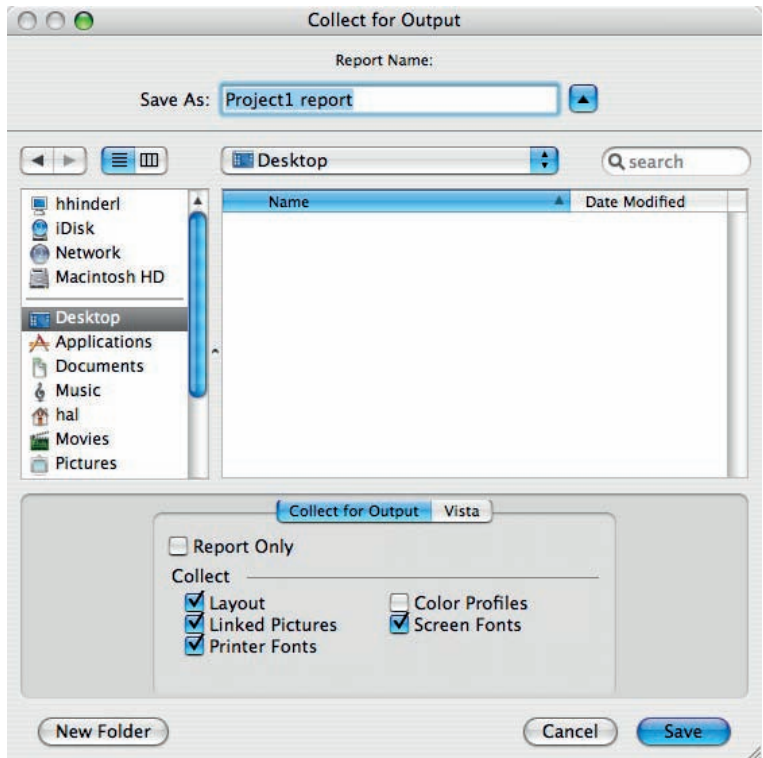 Collect for Output
Report Name:
Save As: Project1 report
Desktop
search
hhinderl
iDisk
Network
Macintosh HD
Desktop
Applications
Documents
Music
hal
Movies
Pictures
Name Date Modified
Collect for Output Vista
Report Only
Collect
Layout Color Profiles
Linked Pictures Screen Fonts
Printer Fonts
New Folder Cancel Save